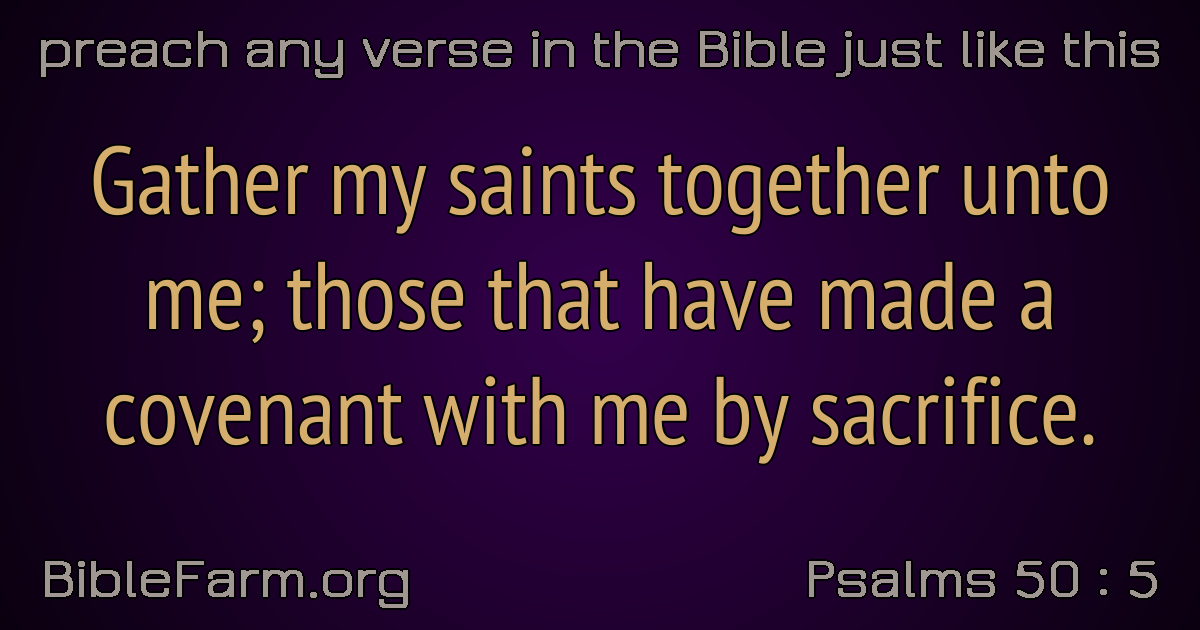 preach any verse in the Bible just like this
Gather my saints together unto
me; those that have made a
covenant with me by sacrifice.
BibleFarm.org
Psalms 50 : 5